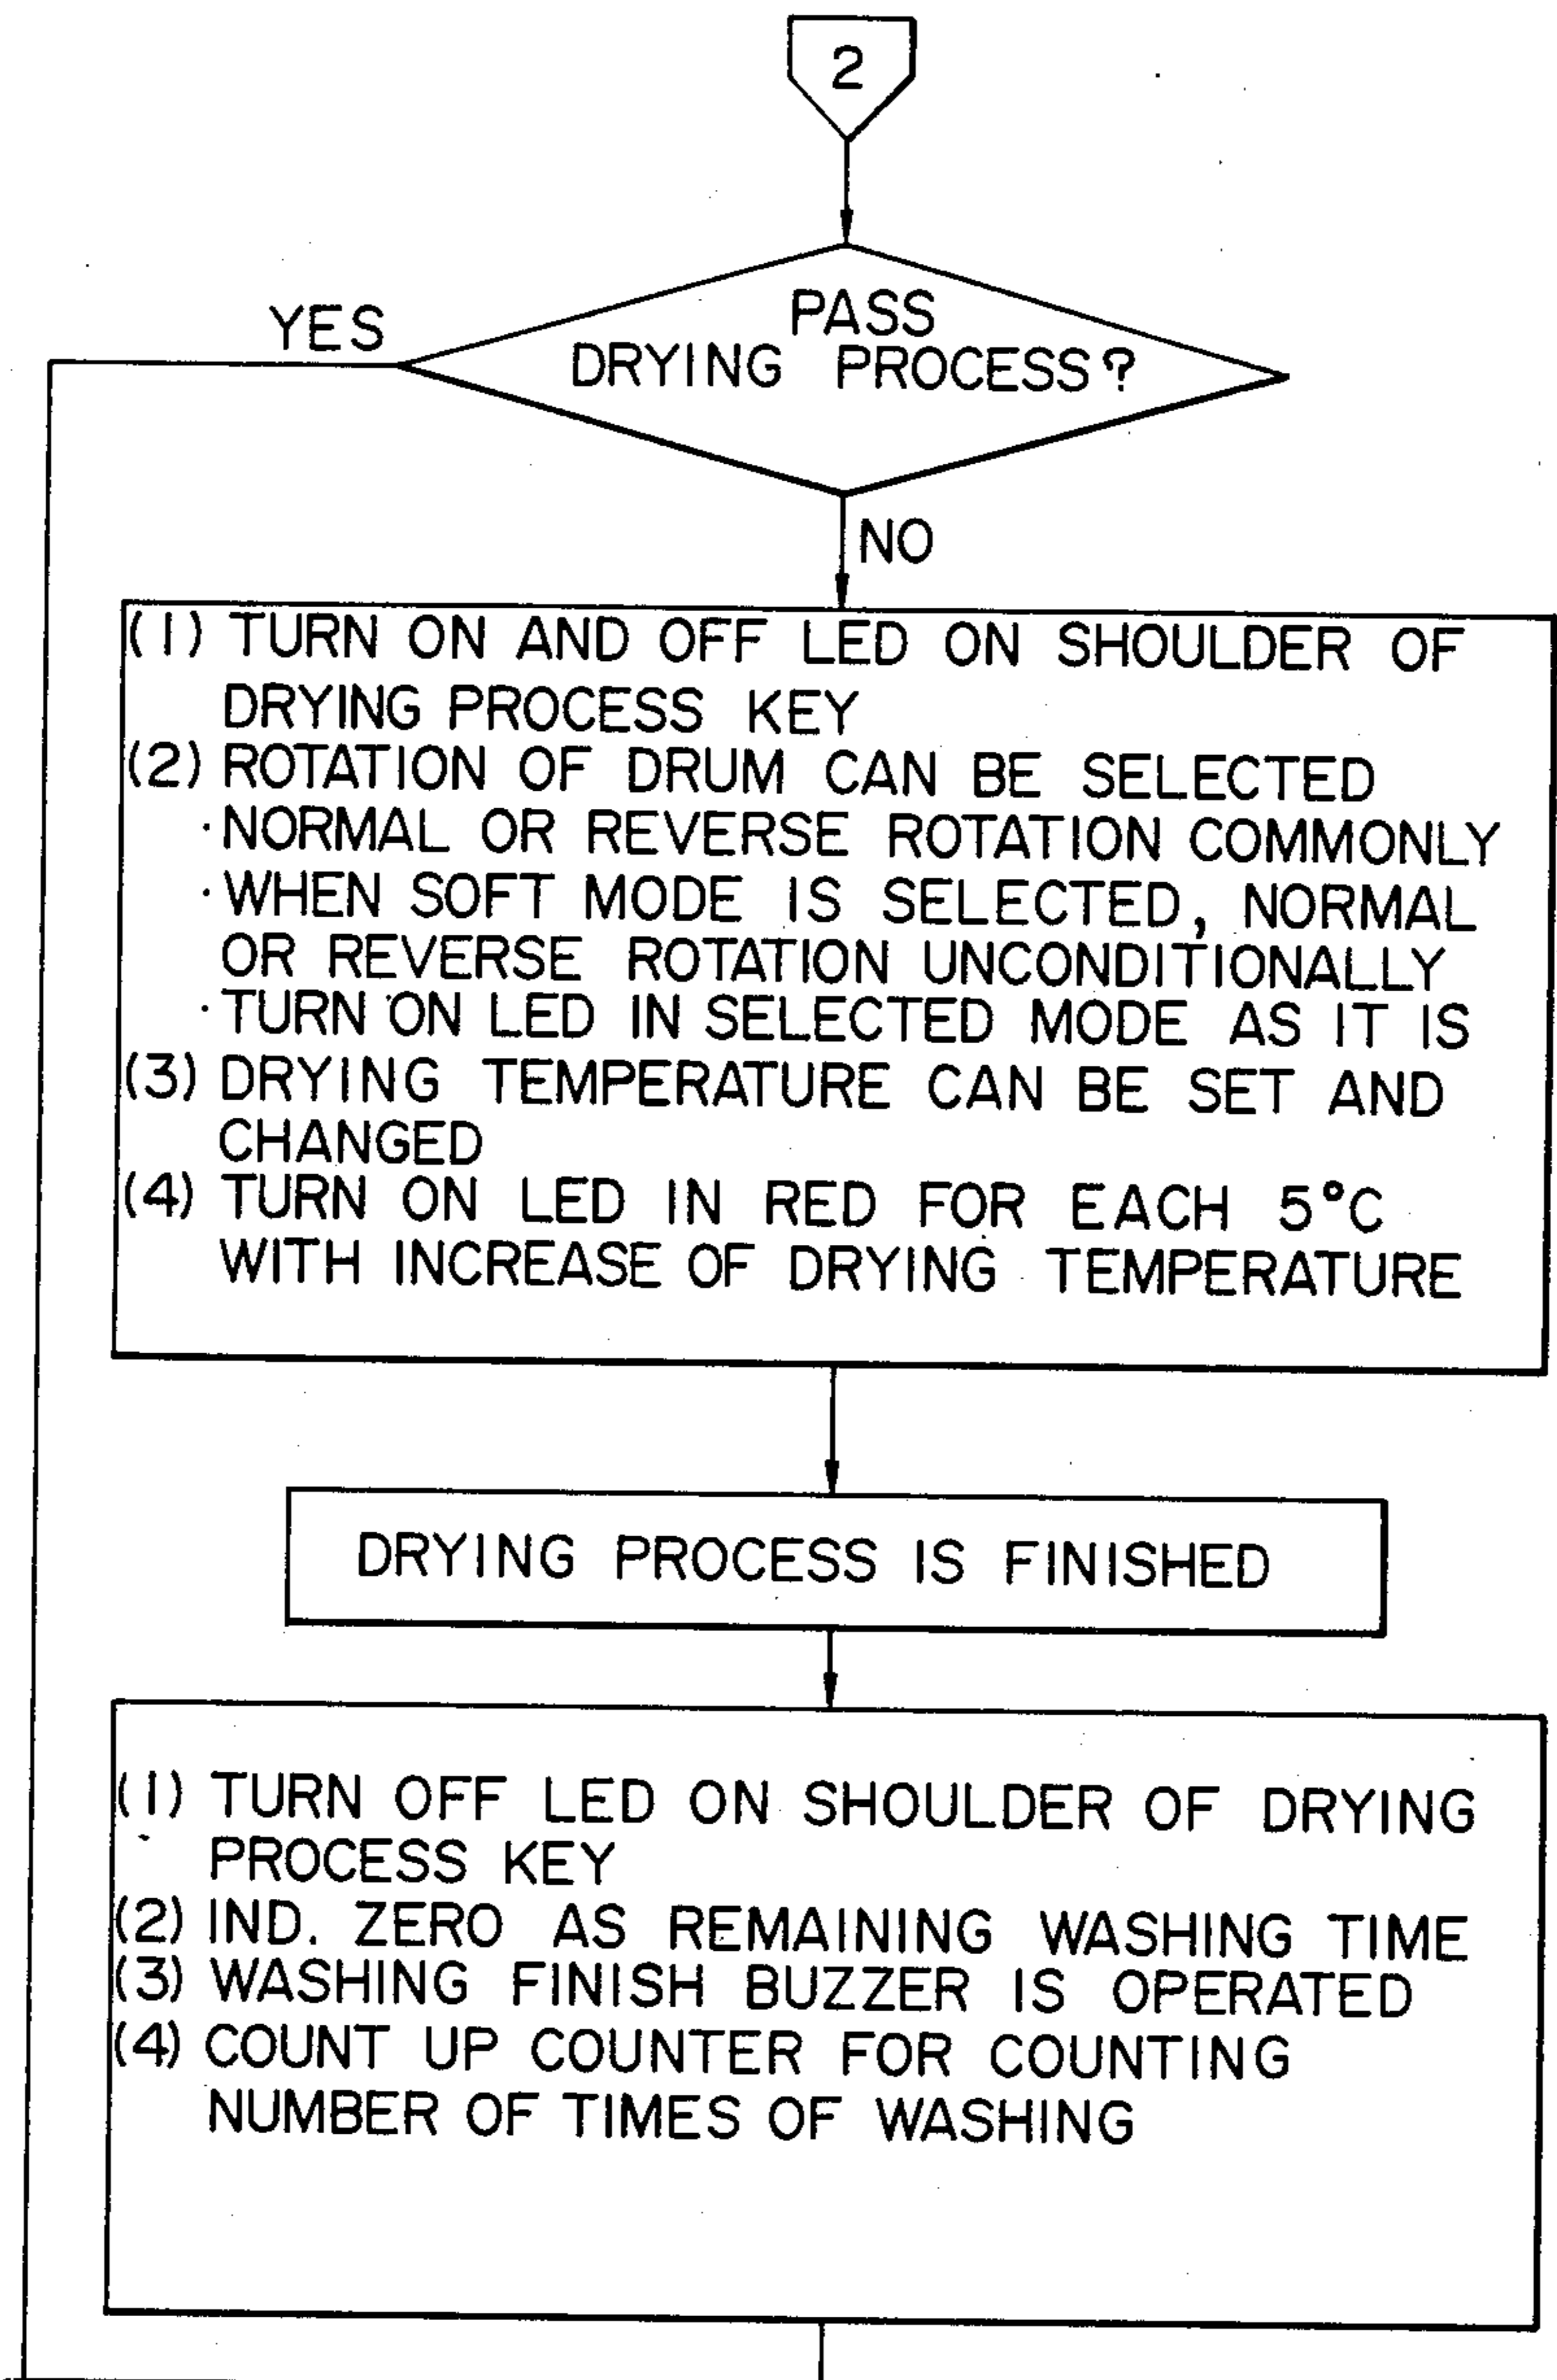 2
PASS
DRYING PROCESS?
YES
NO
(1) TURN ON AND OFF LED ON SHOULDER OF
DRYING PROCESS KEY
(2) ROTATION OF DRUM CAN BE SELECTED
·NORMAL OR REVERSE ROTATION COMMONLY
·WHEN SOFT MODE IS SELECTED, NORMAL
OR REVERSE ROTATION UNCONDITIONALLY
·TURN ON LED IN SELECTED MODE AS IT IS
(3) DRYING TEMPERATURE CAN BE SET AND
CHANGED
(4) TURN ON LED IN RED FOR EACH 5°C
WITH INCREASE OF DRYING TEMPERATURE
DRYING PROCESS IS FINISHED
(1) TURN OFF LED ON SHOULDER OF DRYING
PROCESS KEY
(2) IND. ZERO AS REMAINING WASHING TIME
(3) WASHING FINISH BUZZER IS OPERATED
(4) COUNT UP COUNTER FOR COUNTING
NUMBER OF TIMES OF WASHING